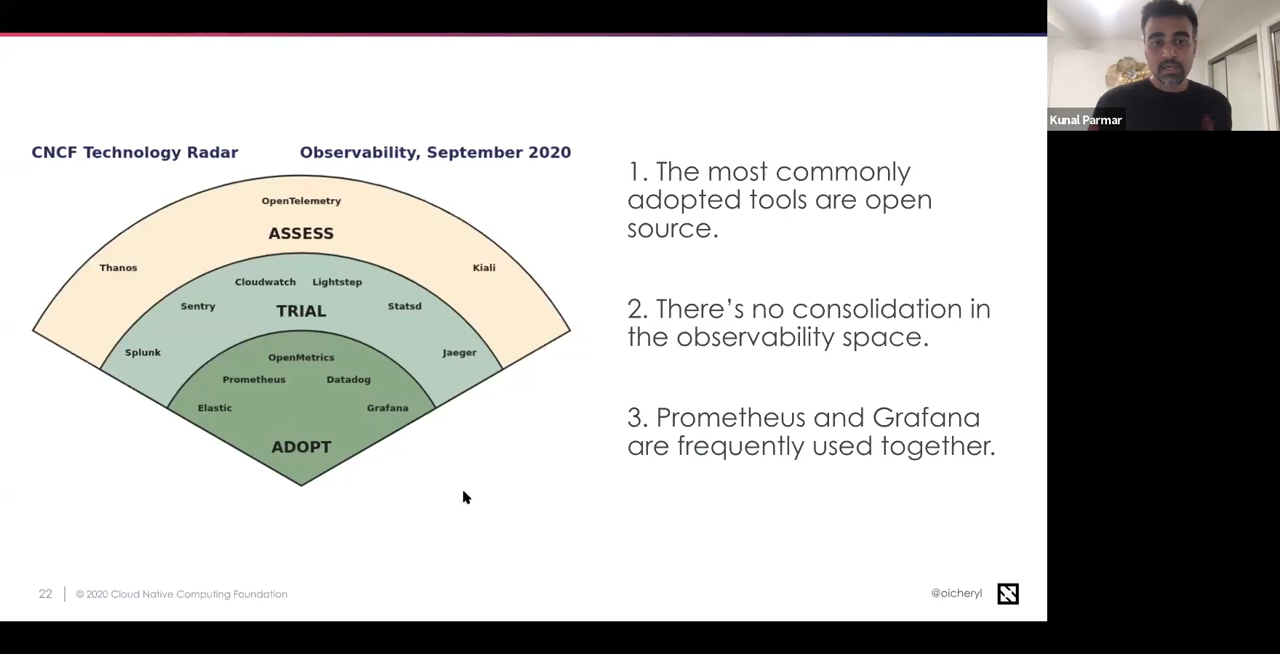 CNCF Technology Radar
Observability, September 2020
OpenTelemetry
ASSESS
Thanos
Kiali
Cloudwatch
Lightstep
Sentry
TRIAL
Statsd
Splunk
Jaeger
OpenMetrics
Prometheus
Datadog
Elastic
Grafana
ADOPT
1. The most commonly
adopted tools are open
source.
2. There’s no consolidation in
the observability space.
3. Prometheus and Grafana
are frequently used together.
22
© 2020 Cloud Native Computing Foundation
@oicheryl
Kunal Parmar